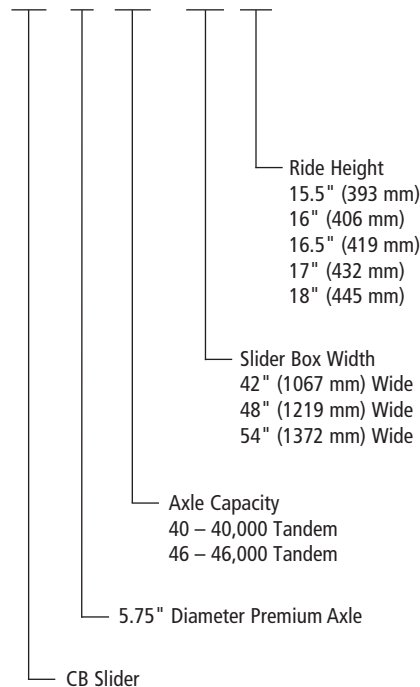 Ride Height
15.5" (393 mm)
16" (406 mm)
16.5" (419 mm)
17" (432 mm)
18" (445 mm)
Slider Box Width
42" (1067 mm) Wide
48" (1219 mm) Wide
54" (1372 mm) Wide
Axle Capacity
40 – 40,000 Tandem
46 – 46,000 Tandem
5.75" Diameter Premium Axle
CB Slider